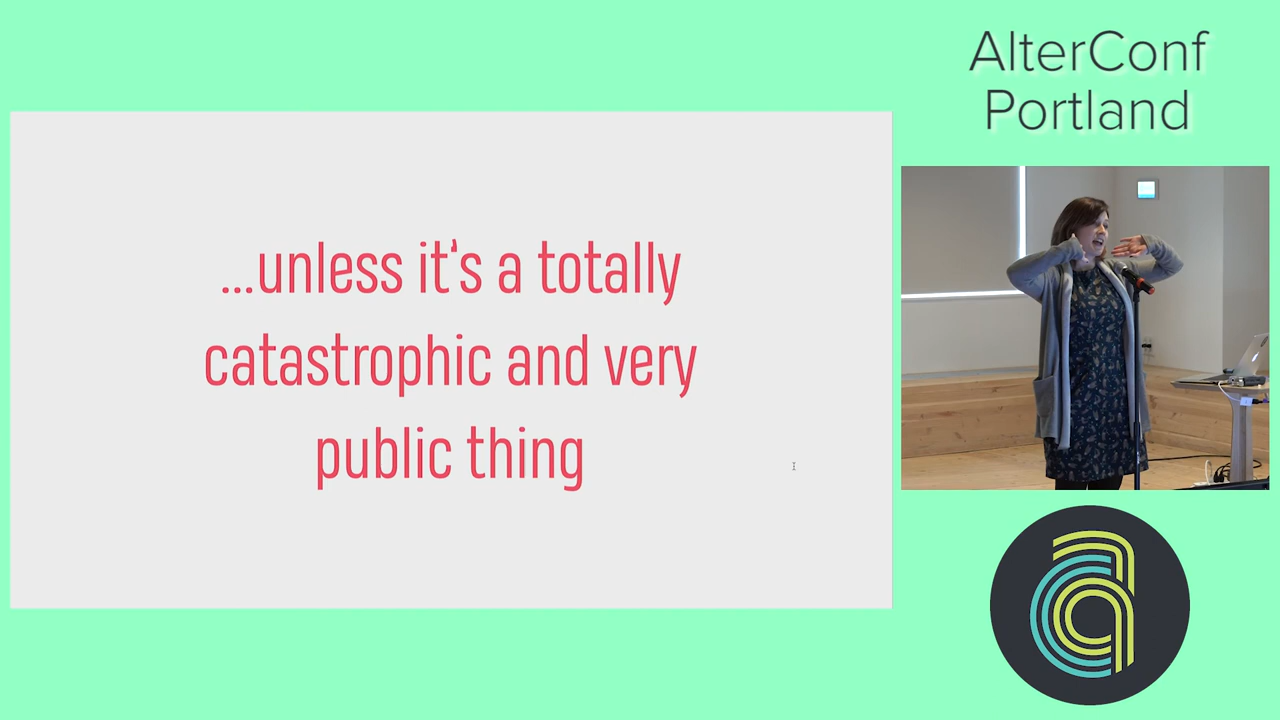 AlterConf
Portland
...unless it's a totally
catastrophic and very
public thing